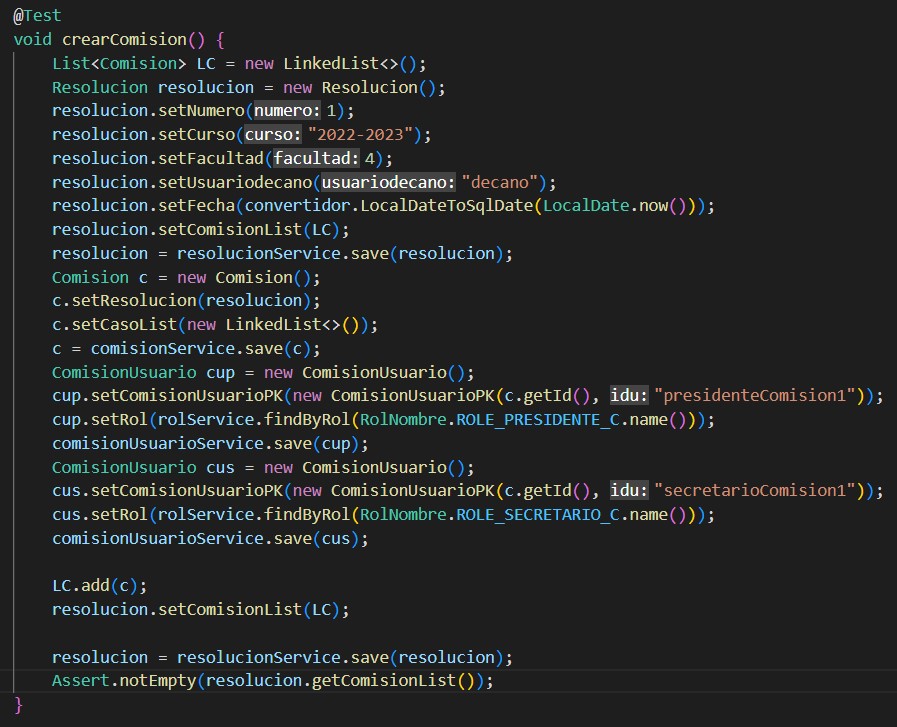 @Test
void crearComision() {
    List<Comision> LC = new LinkedList<>();
    Resolucion resolucion = new Resolucion();
    resolucion.setNumero(numero: 1);
    resolucion.setCurso(curso: "2022-2023");
    resolucion.setFacultad(facultad: 4);
    resolucion.setUsuariodecano(usuariodecano: "decano");
    resolucion.setFecha(convertidor.LocalDateToSqlDate(LocalDate.now()));
    resolucion.setComisionList(LC);
    resolucion = resolucionService.save(resolucion);
    Comision c = new Comision();
    c.setResolucion(resolucion);
    c.setCasoList(new LinkedList<>());
    c = comisionService.save(c);
    ComisionUsuario cup = new ComisionUsuario();
    cup.setComisionUsuarioPK(new ComisionUsuarioPK(c.getId(), idu: "presidenteComision1"));
    cup.setRol(rolService.findByRol(RolNombre.ROLE_PRESIDENTE_C.name()));
    comisionUsuarioService.save(cup);
    ComisionUsuario cus = new ComisionUsuario();
    cus.setComisionUsuarioPK(new ComisionUsuarioPK(c.getId(), idu: "secretarioComision1"));
    cus.setRol(rolService.findByRol(RolNombre.ROLE_SECRETARIO_C.name()));
    comisionUsuarioService.save(cus);

    LC.add(c);
    resolucion.setComisionList(LC);

    resolucion = resolucionService.save(resolucion);
    Assert.notEmpty(resolucion.getComisionList());
}